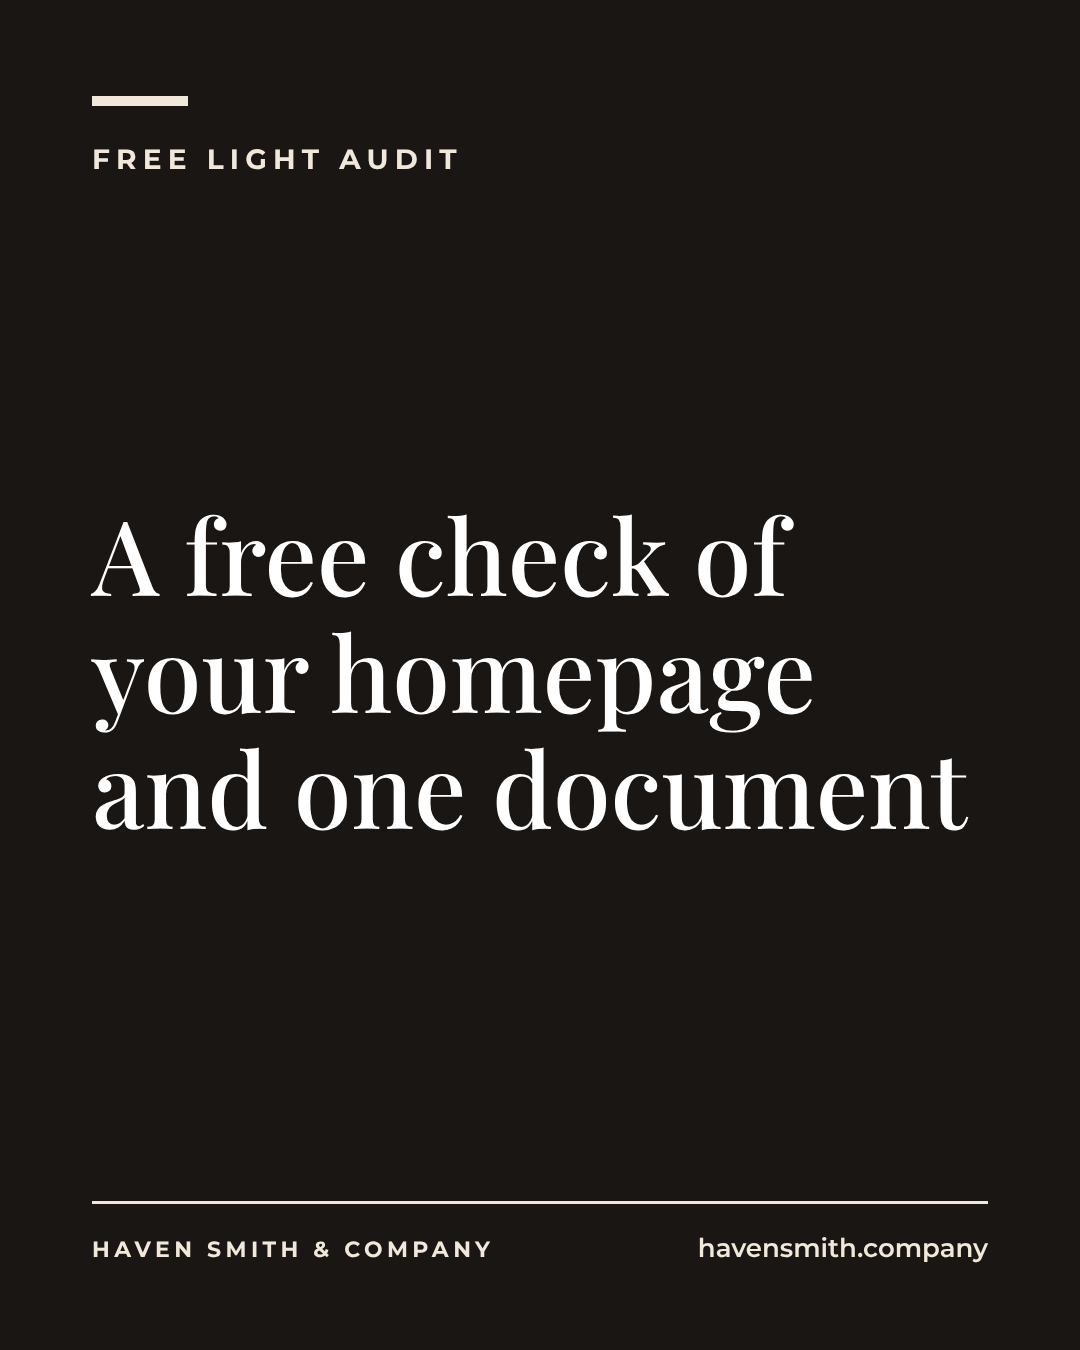 FREE LIGHT AUDIT
A free check of
your homepage
and one document
HAVEN SMITH & COMPANY
havensmith.company